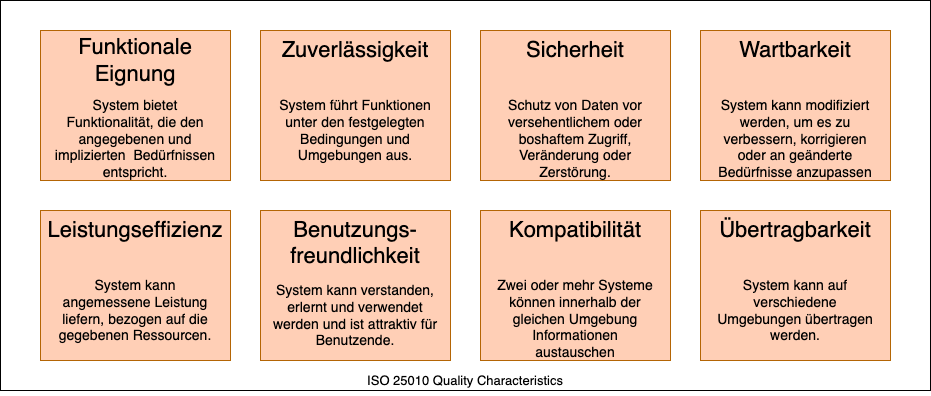 Funktionale
Eignung
System bietet
Funktionalität, die den
angegebenen und
implizierten  Bedürfnissen
entspricht.
Zuverlässigkeit
System führt Funktionen
unter den festgelegten
Bedingungen und
Umgebungen aus.
Sicherheit
Schutz von Daten vor
versehentlichem oder
boshaftem Zugriff,
Veränderung oder
Zerstörung.
Wartbarkeit
System kann modifiziert
werden, um es zu
verbessern, korrigieren
oder an geänderte
Bedürfnisse anzupassen
Leistungseffizienz
System kann
angemessene Leistung
liefern, bezogen auf die
gegebenen Ressourcen.
Benutzungs-
freundlichkeit
System kann verstanden,
erlernt und verwendet
werden und ist attraktiv für
Benutzende.
Kompatibilität
Zwei oder mehr Systeme
können innerhalb der
gleichen Umgebung
Informationen
austauschen
Übertragbarkeit
System kann auf
verschiedene
Umgebungen übertragen
werden.
ISO 25010 Quality Characteristics